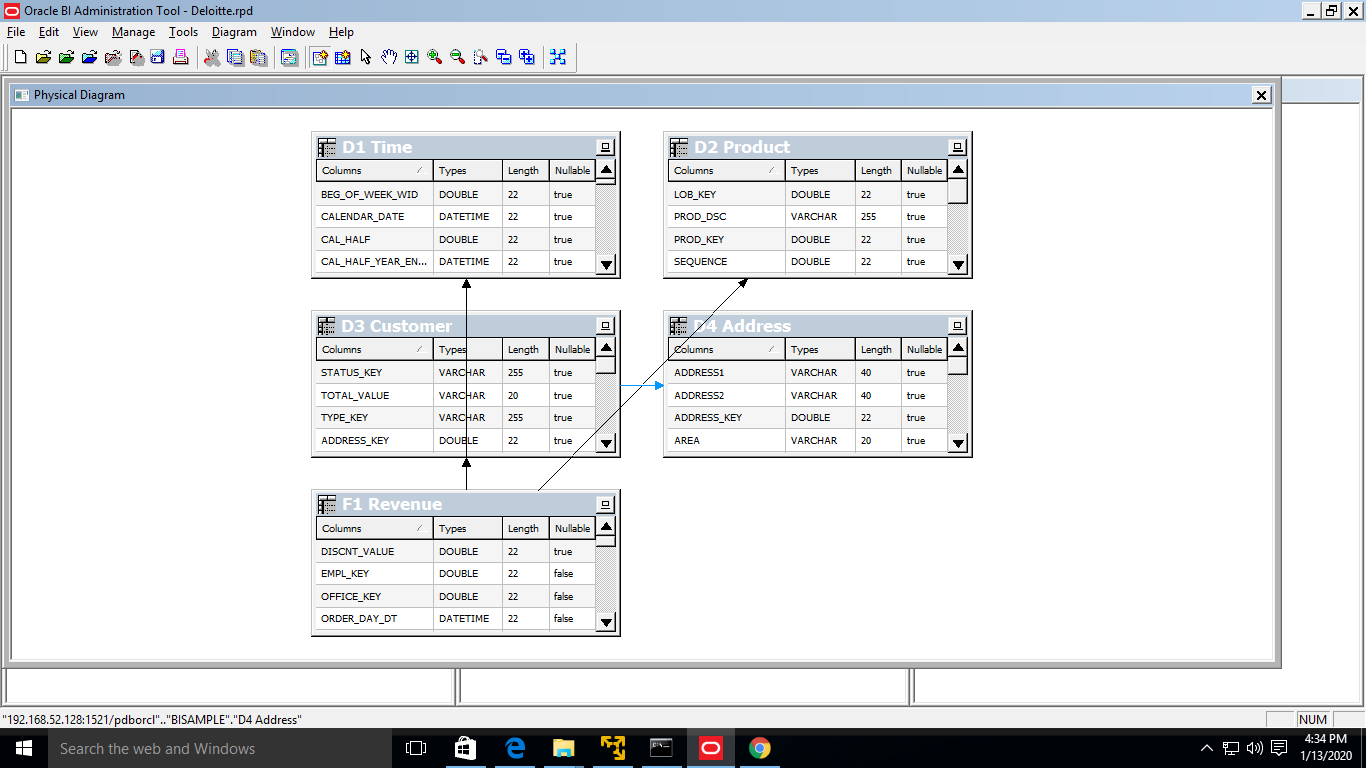 Oracle BI Administration Tool - Deloitte.rpd
File Edit View Manage Tools Diagram Window Help
Physical Diagram
D1 Time
Columns Types Length Nullable
BEG_OF_WEEK_WID DOUBLE 22 true
CALENDAR_DATE DATETIME 22 true
CAL_HALF DOUBLE 22 true
CAL_HALF_YEAR_EN... DATETIME 22 true
D2 Product
Columns Types Length Nullable
LOB_KEY DOUBLE 22 true
PROD_DSC VARCHAR 255 true
PROD_KEY DOUBLE 22 true
SEQUENCE DOUBLE 22 true
D3 Customer
Columns Types Length Nullable
STATUS_KEY VARCHAR 255 true
TOTAL_VALUE VARCHAR 20 true
TYPE_KEY VARCHAR 255 true
ADDRESS_KEY DOUBLE 22 true
D4 Address
Columns Types Length Nullable
ADDRESS1 VARCHAR 40 true
ADDRESS2 VARCHAR 40 true
ADDRESS_KEY DOUBLE 22 true
AREA VARCHAR 20 true
F1 Revenue
Columns Types Length Nullable
DISCNT_VALUE DOUBLE 22 true
EMPL_KEY DOUBLE 22 false
OFFICE_KEY DOUBLE 22 false
ORDER_DAY_DT DATETIME 22 false
"192.168.52.128:1521/pdborcl".."BISAMPLE"."D4 Address"
NUM
Search the web and Windows
4:34 PM
1/13/2020